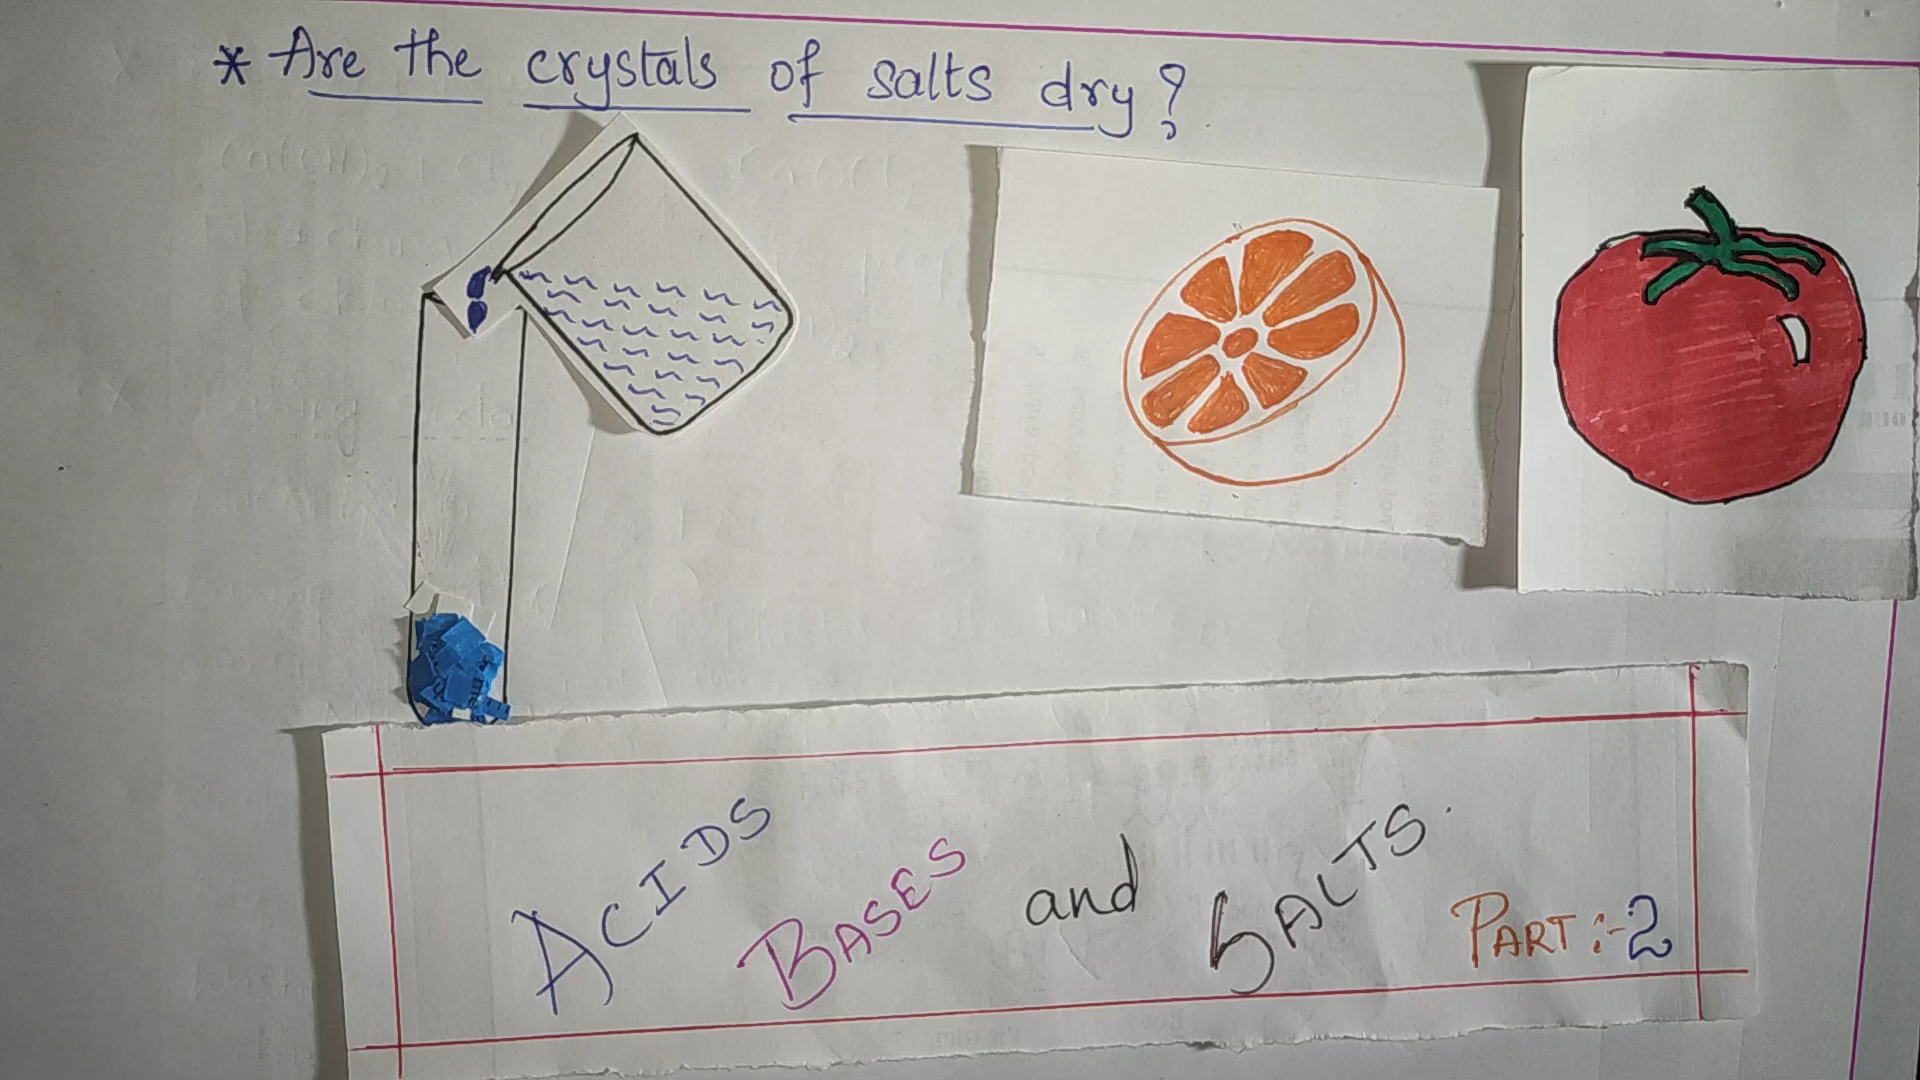 * Are the crystals of salts dry?
ACIDS BASES and SALTS.
PART :- 2